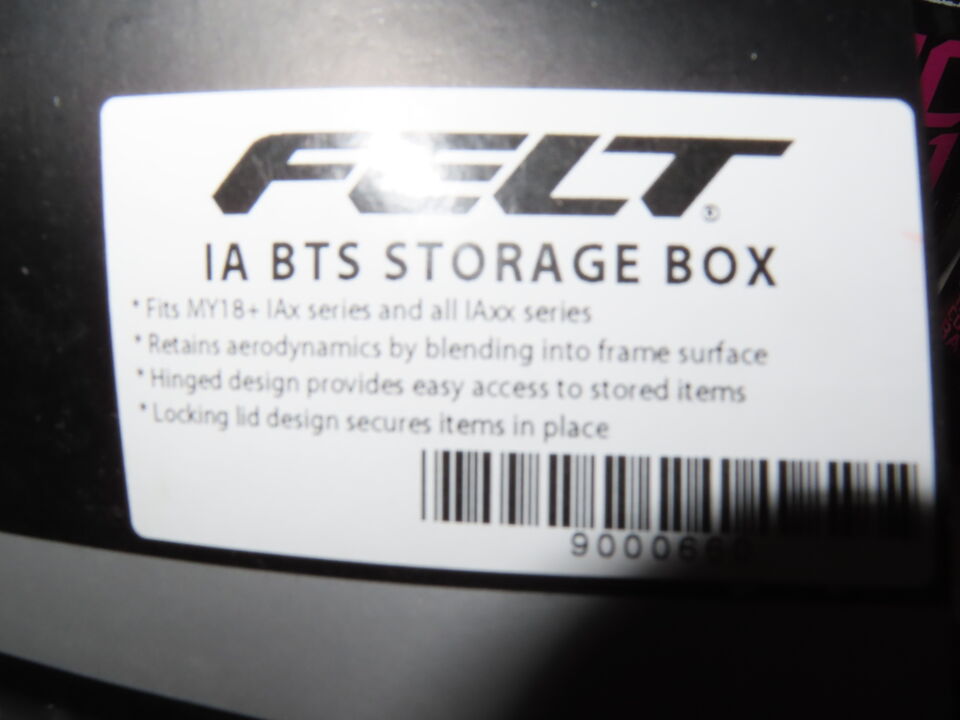 FELT®
IA BTS STORAGE BOX
* Fits MY18+ IAx series and all IAxx series
* Retains aerodynamics by blending into frame surface
* Hinged design provides easy access to stored items
* Locking lid design secures items in place